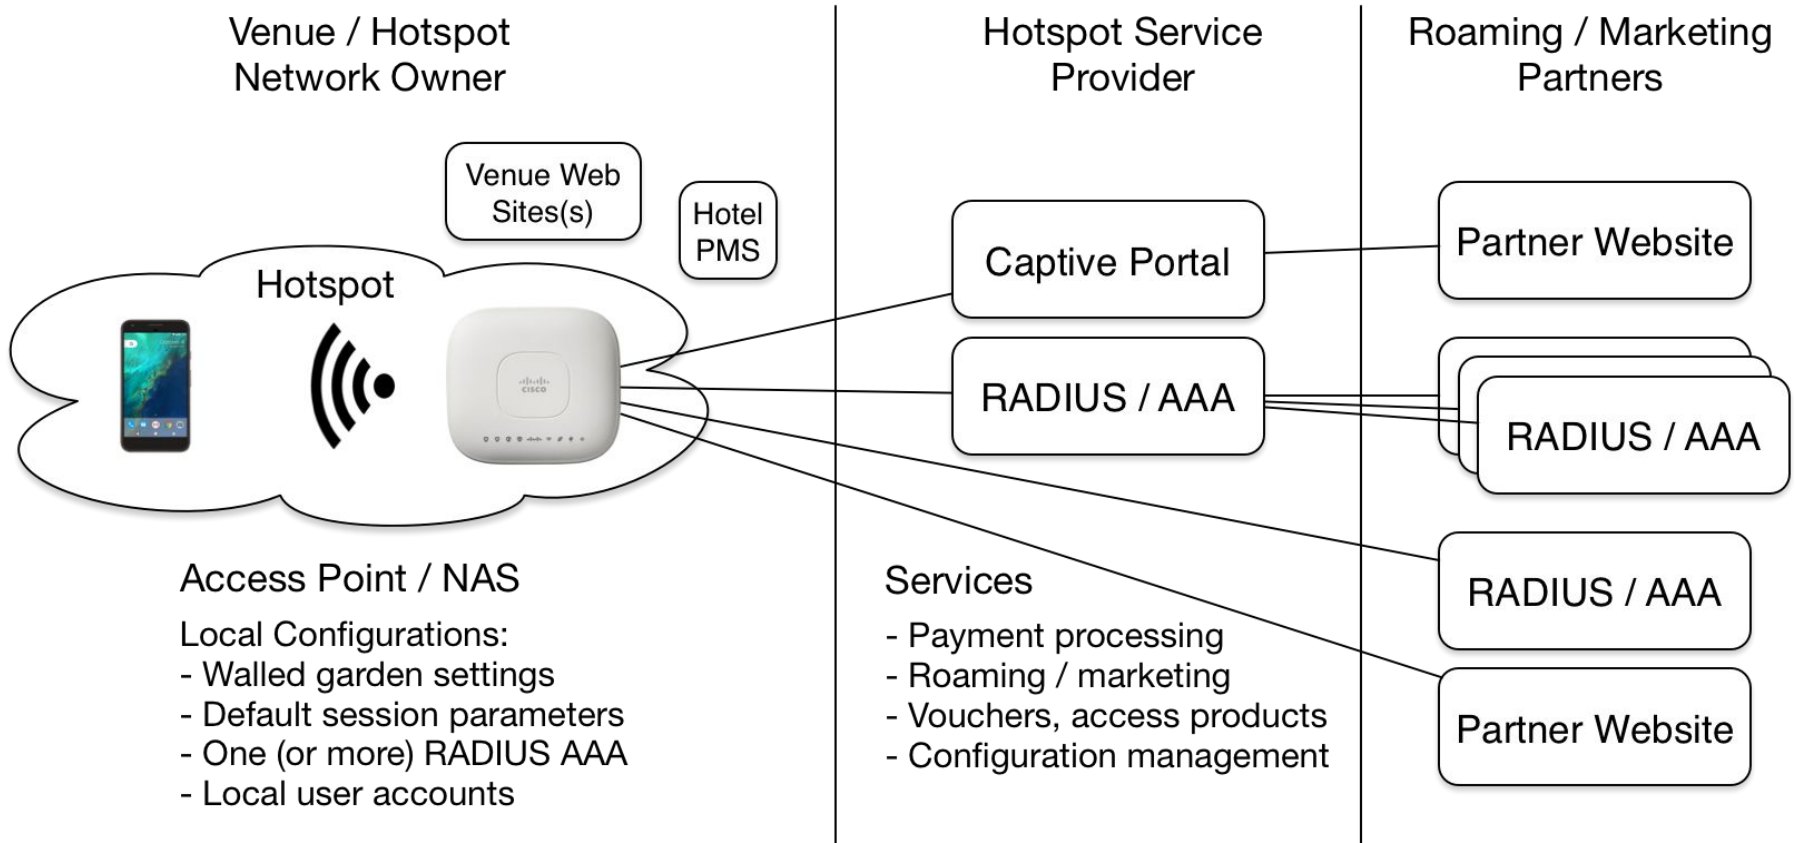 Venue / Hotspot
Network Owner
Hotspot Service
Provider
Roaming / Marketing
Partners
Venue Web
Sites(s)
Hotel
PMS
Hotspot
CISCO
Captive Portal
RADIUS / AAA
Partner Website
RADIUS / AAA
RADIUS / AAA
Partner Website
Access Point / NAS
Local Configurations:
- Walled garden settings
- Default session parameters
- One (or more) RADIUS AAA
- Local user accounts
Services
- Payment processing
- Roaming / marketing
- Vouchers, access products
- Configuration management